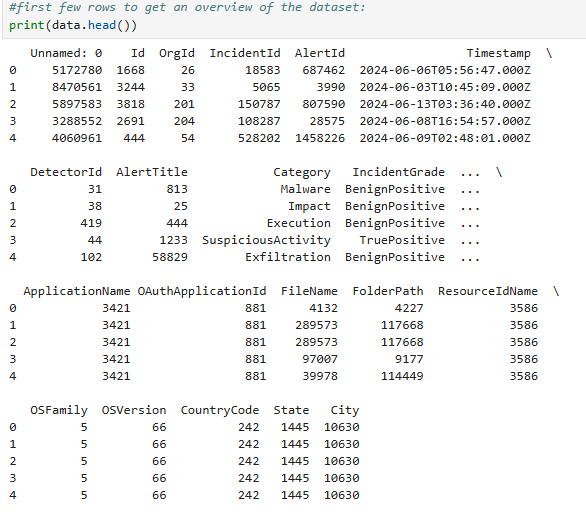 #first few rows to get an overview of the dataset:
print(data.head())
   Unnamed: 0    Id  OrgId  IncidentId  AlertId                 Timestamp  \
0     5172780  1668     26       18583   687462  2024-06-06T05:56:47.000Z
1     8470561  3244     33        5065     3990  2024-06-03T10:45:09.000Z
2     5897583  3818    201      150787   807590  2024-06-13T03:36:40.000Z
3     3288552  2691    204      108287    28575  2024-06-08T16:54:57.000Z
4     4060961   444     54      528202  1458226  2024-06-09T02:48:01.000Z
   DetectorId  AlertTitle            Category   IncidentGrade  ...  \
0          31         813             Malware  BenignPositive  ...
1          38          25              Impact  BenignPositive  ...
2         419         444           Execution  BenignPositive  ...
3          44        1233  SuspiciousActivity    TruePositive  ...
4         102       58829        Exfiltration  BenignPositive  ...
  ApplicationName OAuthApplicationId  FileName  FolderPath  ResourceIdName  \
0            3421                881      4132        4227            3586
1            3421                881    289573      117668            3586
2            3421                881    289573      117668            3586
3            3421                881     97007        9177            3586
4            3421                881     39978      114449            3586
   OSFamily  OSVersion  CountryCode  State   City
0         5         66          242   1445  10630
1         5         66          242   1445  10630
2         5         66          242   1445  10630
3         5         66          242   1445  10630
4         5         66          242   1445  10630